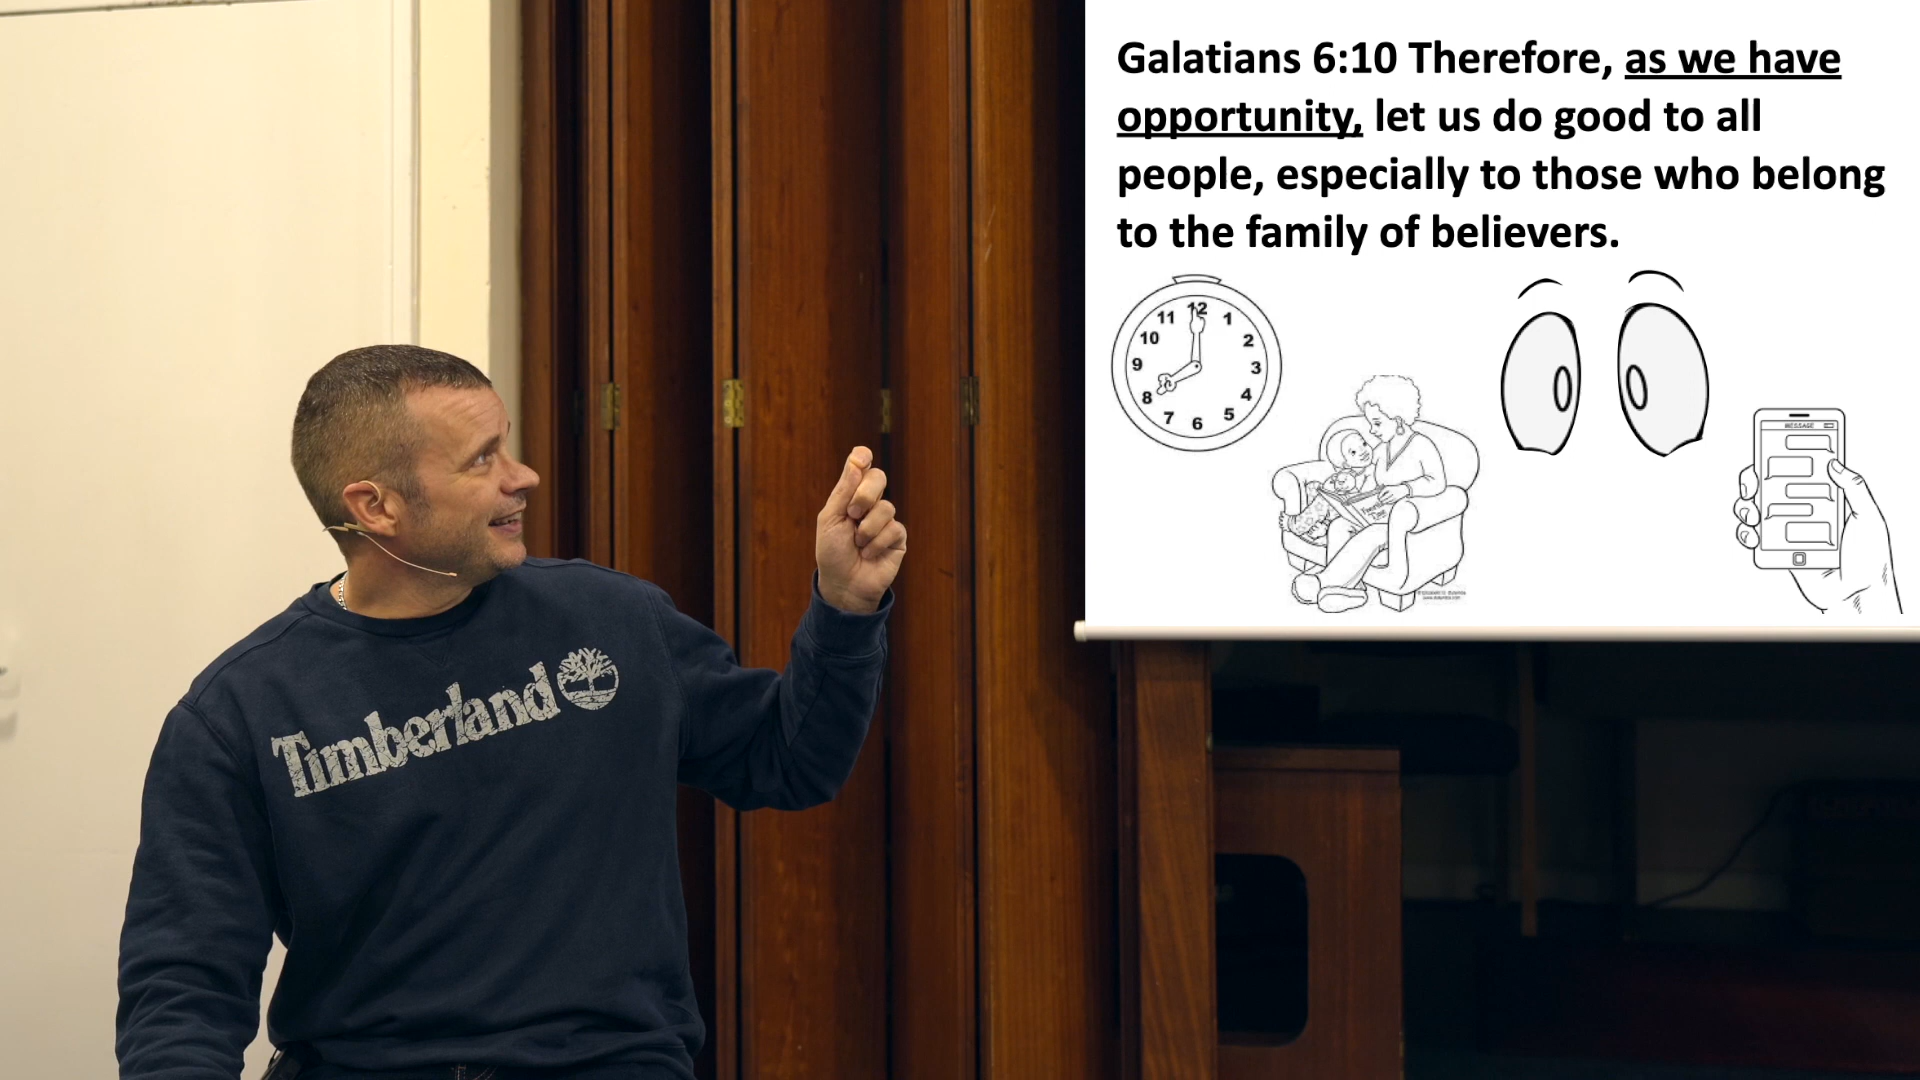 Galatians 6:10 Therefore, as we have
opportunity, let us do good to all
people, especially to those who belong
to the family of believers.
12
11 1
10 2
9 3
8 4
7 5
6
MESSAGE
Timberland